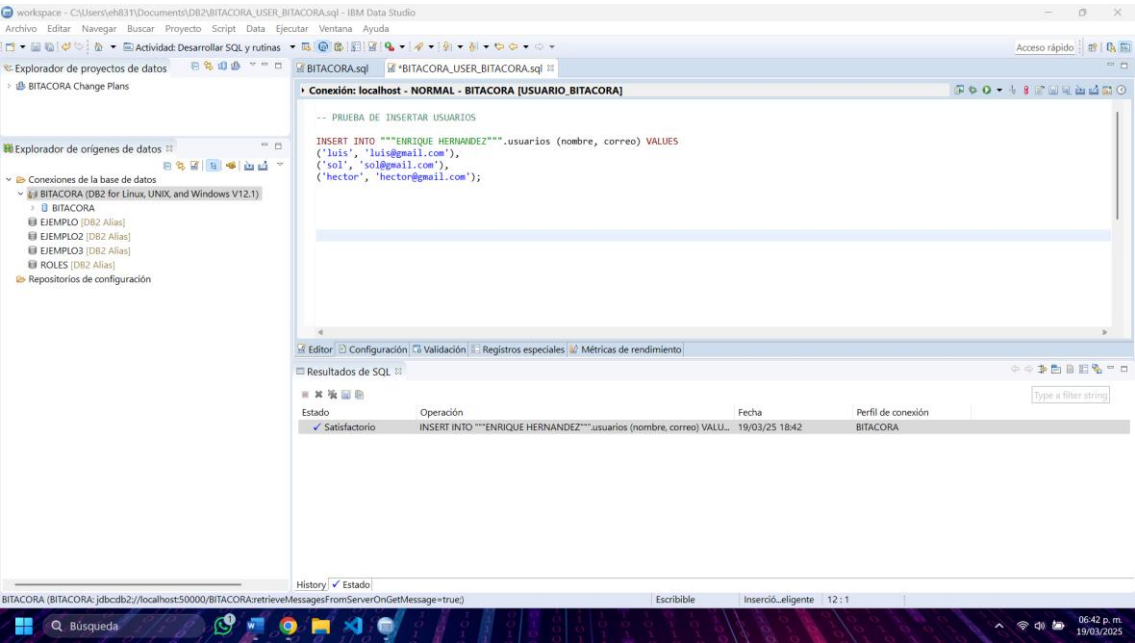 workspace - C:\Users\eh831\Documents\DB2\BITACORA_USER_BITACORA.sql - IBM Data Studio
Archivo Editar Navegar Buscar Proyecto Script Data Ejecutar Ventana Ayuda
Actividad: Desarrollar SQL y rutinas
Acceso rápido
Explorador de proyectos de datos
BITACORA Change Plans
Explorador de orígenes de datos
Conexiones de la base de datos
BITACORA (DB2 for Linux, UNIX, and Windows V12.1)
BITACORA
EJEMPLO [DB2 Alias]
EJEMPLO2 [DB2 Alias]
EJEMPLO3 [DB2 Alias]
ROLES [DB2 Alias]
Repositorios de configuración
BITACORA.sql *BITACORA_USER_BITACORA.sql
Conexión: localhost - NORMAL - BITACORA [USUARIO_BITACORA]
-- PRUEBA DE INSERTAR USUARIOS
INSERT INTO """ENRIQUE HERNANDEZ""".usuarios (nombre, correo) VALUES
('luis', 'luis@gmail.com'),
('sol', 'sol@gmail.com'),
('hector', 'hector@gmail.com');
Editor Configuración Validación Registros especiales Métricas de rendimiento
Resultados de SQL
Type a filter string
Estado Operación Fecha Perfil de conexión
Satisfactorio INSERT INTO """ENRIQUE HERNANDEZ""".usuarios (nombre, correo) VALU... 19/03/25 18:42 BITACORA
History Estado
BITACORA (BITACORA: jdbc:db2://localhost:50000/BITACORA:retrieveMessagesFromServerOnGetMessage=true;) Escribible Inserció...eligente 12 : 1
Búsqueda
06:42 p. m.
19/03/2025